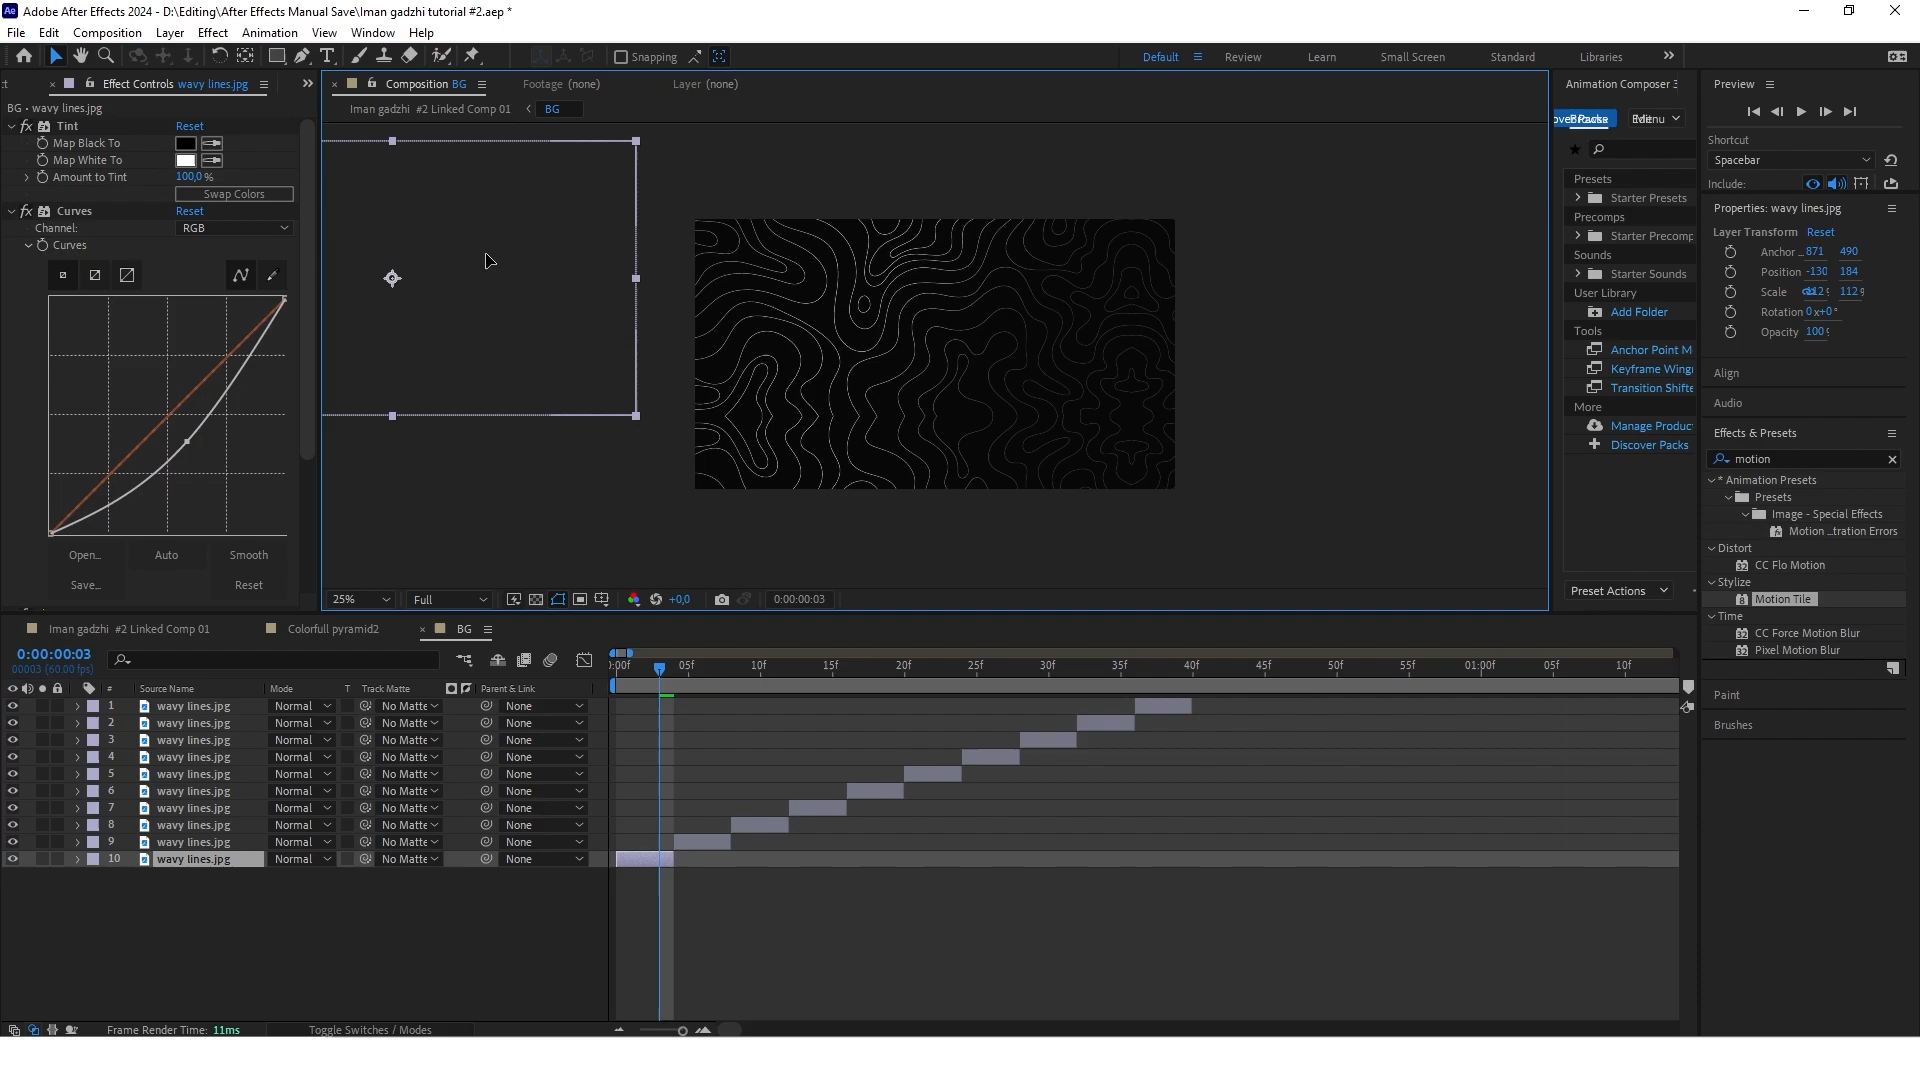 Adobe After Effects 2024 - D:\Editing\After Effects Manual Save\Iman gadzhi tutorial #2.aep *
File Edit Composition Layer Effect Animation View Window Help
Snapping
Default Review Learn Small Screen Standard Libraries
Effect Controls wavy lines.jpg
Composition BG Footage (none) Layer (none)
Animation Composer 3
Preview
BG • wavy lines.jpg
Iman gadzhi #2 Linked Comp 01 BG
Browse Edit Menu
Tint Reset
Map Black To
Map White To
Amount to Tint 100,0 %
Swap Colors
Curves Reset
Channel: RGB
Curves
Open... Auto Smooth
Save... Reset
Presets
Starter Presets
Precomps
Starter Precomp
Sounds
Starter Sounds
User Library
Add Folder
Tools
Anchor Point M
Keyframe Wing
Transition Shifte
More
Manage Produc
Discover Packs
Preset Actions
Shortcut
Spacebar
Include:
Properties: wavy lines.jpg
Layer Transform Reset
Anchor ... 871 490
Position -130 184
Scale 112 112
Rotation 0x+0°
Opacity 100
Align
Audio
Effects & Presets
motion
* Animation Presets
Presets
Image - Special Effects
Motion ...tration Errors
Distort
CC Flo Motion
Stylize
Motion Tile
Time
CC Force Motion Blur
Pixel Motion Blur
Paint
Brushes
25% Full +0,0 0:00:00:03
Iman gadzhi #2 Linked Comp 01 Colorfull pyramid2 BG
0:00:00:03
00003 (60.00 fps)
:00f 05f 10f 15f 20f 25f 30f 35f 40f 45f 50f 55f 01:00f 05f 10f
# Source Name Mode T Track Matte Parent & Link
1 wavy lines.jpg Normal No Matte None
2 wavy lines.jpg Normal No Matte None
3 wavy lines.jpg Normal No Matte None
4 wavy lines.jpg Normal No Matte None
5 wavy lines.jpg Normal No Matte None
6 wavy lines.jpg Normal No Matte None
7 wavy lines.jpg Normal No Matte None
8 wavy lines.jpg Normal No Matte None
9 wavy lines.jpg Normal No Matte None
10 wavy lines.jpg Normal No Matte None
Frame Render Time: 11ms Toggle Switches / Modes